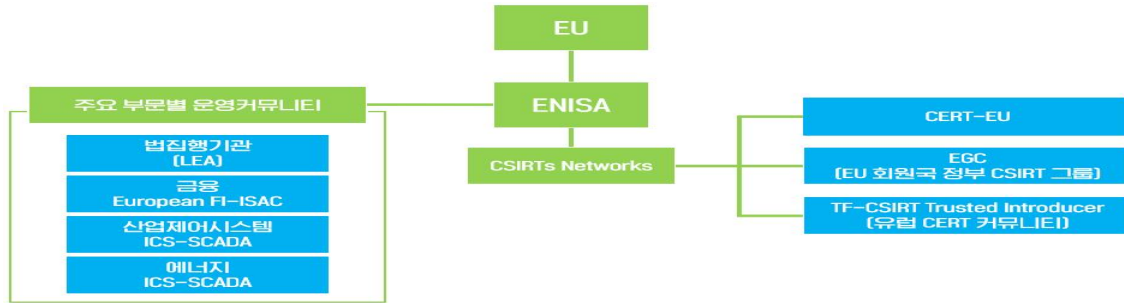 EU
ENISA
주요 부문별 운영커뮤니티
법집행기관
(LEA)
금융
European FI-ISAC
산업제어시스템
ICS-SCADA
에너지
ICS-SCADA
CSIRTs Networks
CERT-EU
EGC
(EU 회원국 정부 CSIRT 그룹)
TF-CSIRT Trusted Introducer
(유럽 CERT 커뮤니티)